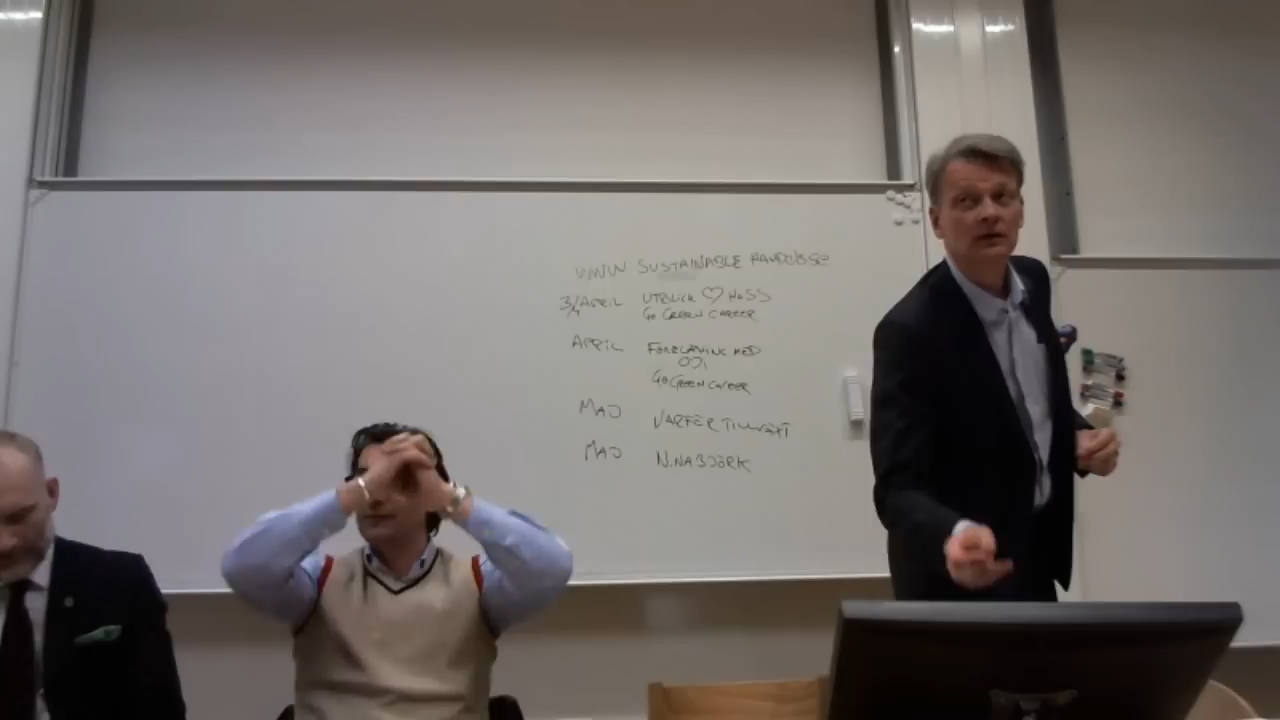 WWW SUSTAINABLE
3/4 APRIL UTBLICK ♡ HOSS
GO GREEN CAREER
APRIL FÖRELÄSNING MED
GO GREEN CAREER
MAJ VARFÖR TILLVÄXT
MAJ N.NABJÖRK